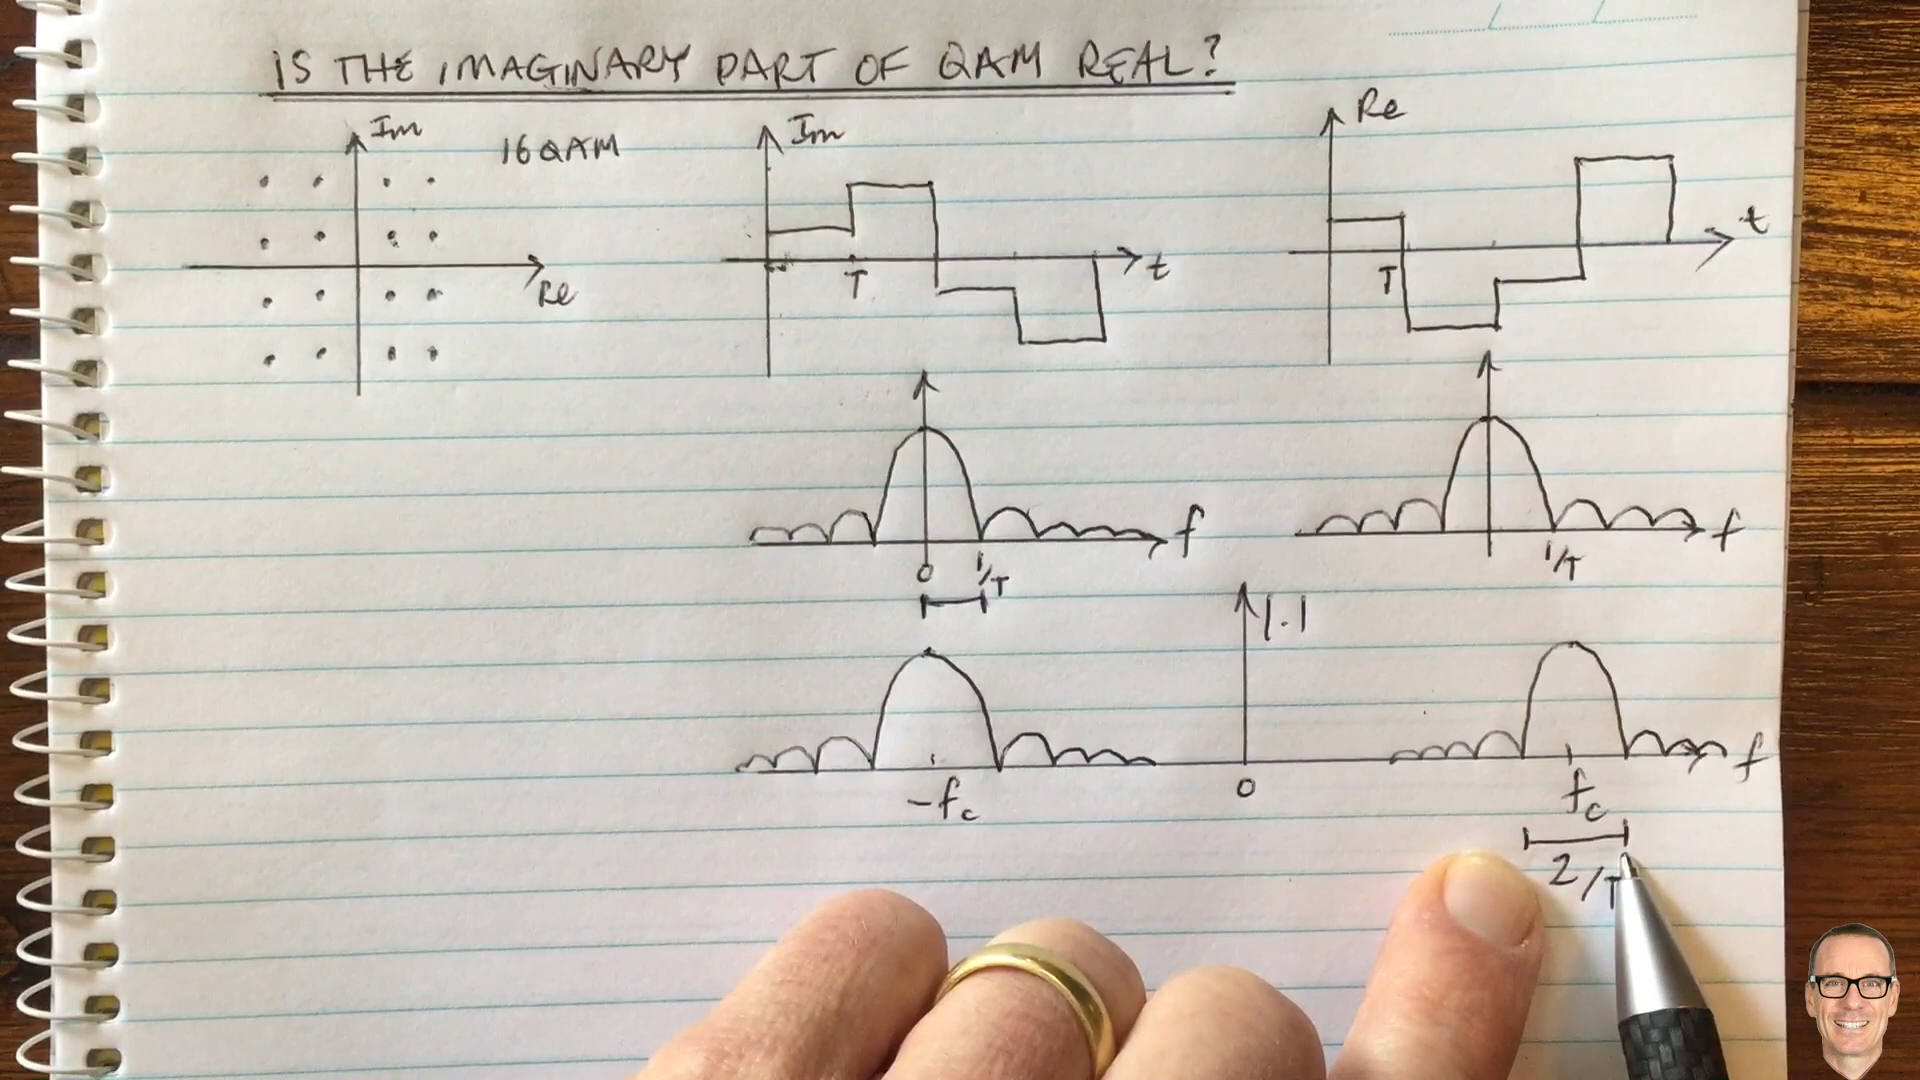 IS THE IMAGINARY PART OF QAM REAL?
Im
16QAM
Re
Im
T
t
Re
T
t
0
1/T
f
1/T
f
|.|
-fc
0
fc
f
2/T